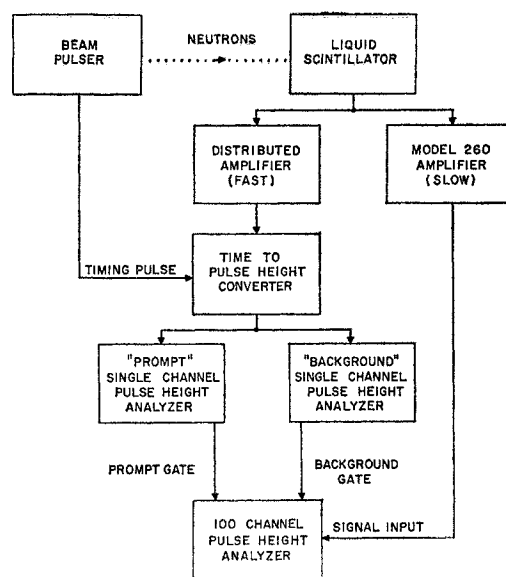 BEAM
PULSER
NEUTRONS
LIQUID
SCINTILLATOR
DISTRIBUTED
AMPLIFIER
(FAST)
MODEL 260
AMPLIFIER
(SLOW)
TIMING PULSE
TIME TO
PULSE HEIGHT
CONVERTER
"PROMPT"
SINGLE CHANNEL
PULSE HEIGHT
ANALYZER
"BACKGROUND"
SINGLE CHANNEL
PULSE HEIGHT
ANALYZER
PROMPT GATE
BACKGROUND
GATE
100 CHANNEL
PULSE HEIGHT
ANALYZER
SIGNAL INPUT